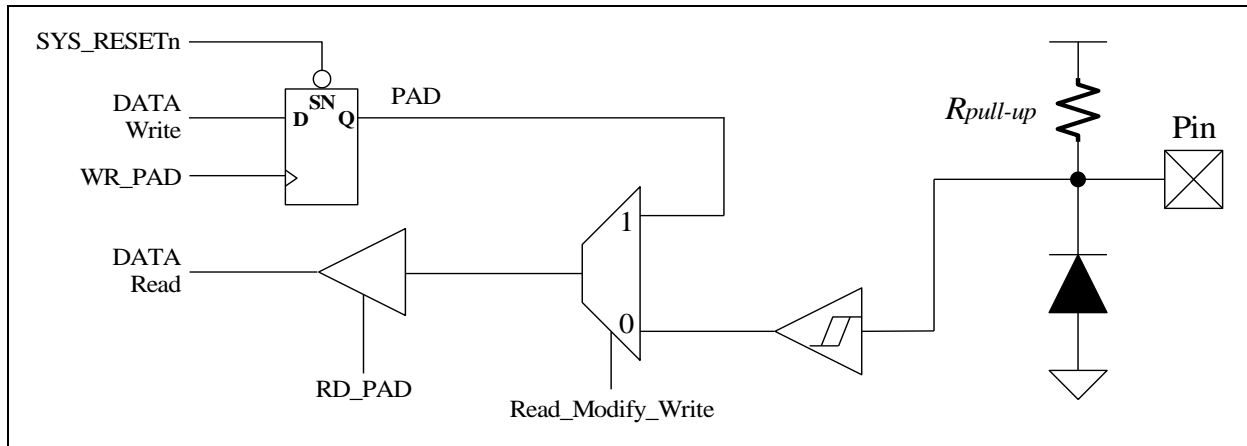 SYS_RESETn
DATA
Write
WR_PAD
SN
D
Q
PAD
Rpull-up
Pin
1
0
DATA
Read
RD_PAD
Read_Modify_Write